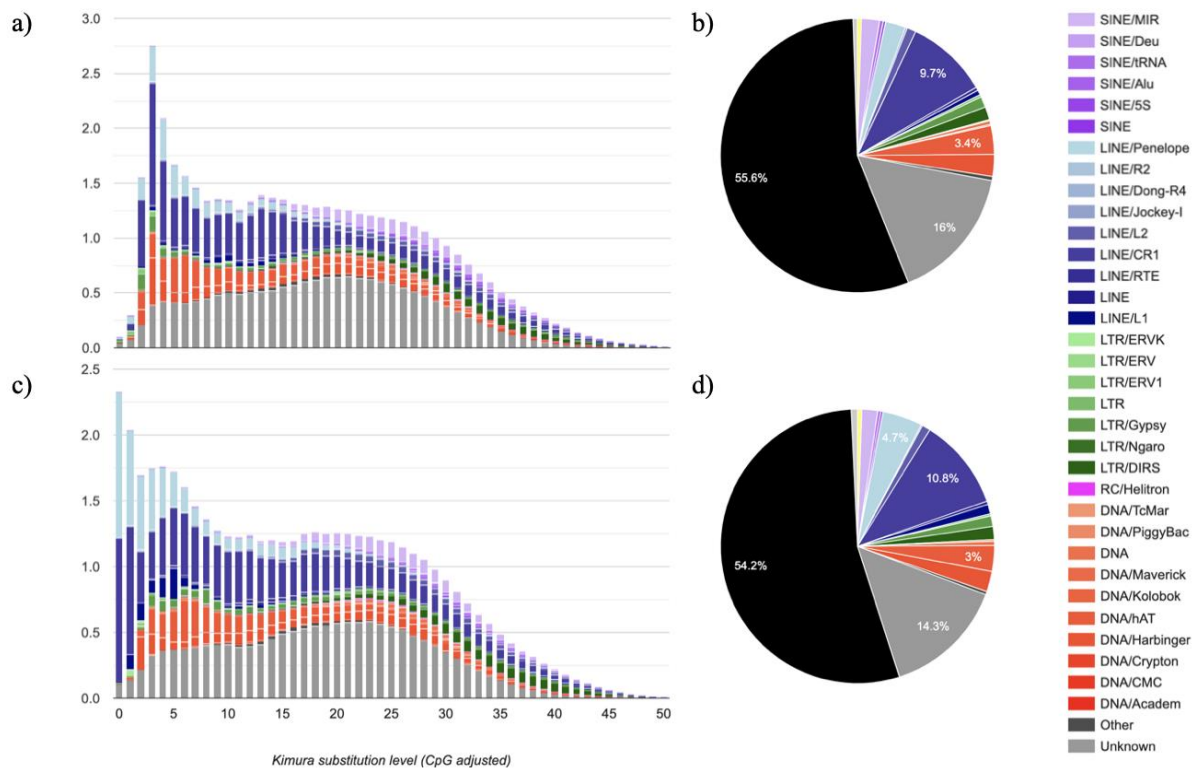 a)
3.0
2.5
2.0
1.5
1.0
0.5
0.0
b)
9.7%
3.4%
16%
55.6%
c)
2.5
2.0
1.5
1.0
0.5
0.0
0 5 10 15 20 25 30 35 40 45 50
Kimura substitution level (CpG adjusted)
d)
4.7%
10.8%
3%
14.3%
54.2%
SINE/MIR
SINE/Deu
SINE/tRNA
SINE/Alu
SINE/5S
SINE
LINE/Penelope
LINE/R2
LINE/Dong-R4
LINE/Jockey-I
LINE/L2
LINE/CR1
LINE/RTE
LINE
LINE/L1
LTR/ERVK
LTR/ERV
LTR/ERV1
LTR
LTR/Gypsy
LTR/Ngaro
LTR/DIRS
RC/Helitron
DNA/TcMar
DNA/PiggyBac
DNA
DNA/Maverick
DNA/Kolobok
DNA/hAT
DNA/Harbinger
DNA/Crypton
DNA/CMC
DNA/Academ
Other
Unknown